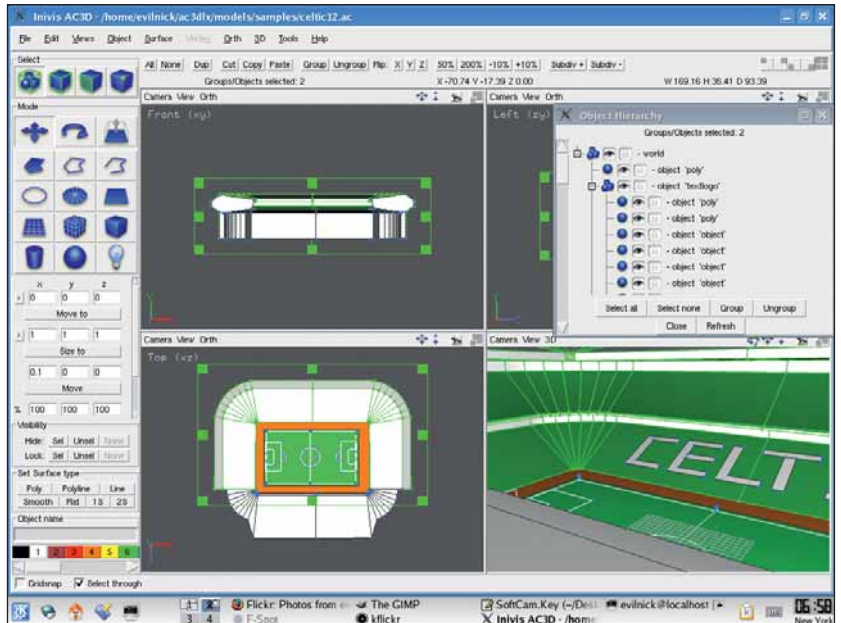 Inivis AC3D - /home/evilnick/ac3dlx/models/samples/celtic12.ac
File Edit Views Object Surface Vertex Orth 3D Tools Help
Select
All None Dup Cut Copy Paste Group Ungroup Flip: X Y Z 50% 200% -10% +10% Subdiv + Subdiv -
Groups/Objects selected: 2
X -70.74 Y -17.39 Z 0.00
W 169.16 H 36.41 D 93.39
Mode
Camera View Orth
Front (xy)
Camera View Orth
Left (zy)
Object Hierarchy
Groups/Objects selected: 2
- world
- object 'poly'
- object 'textlogo'
- object 'poly'
- object 'poly'
- object 'object'
- object 'object'
- object 'object'
- object 'object'
Select all Select none Group Ungroup
Close Refresh
x y z
0 0 0
Move to
1 1 1
Size to
0.1 0 0
Move
% 100 100 100
Camera View Orth
Top (xz)
Camera View 3D
CELT
Visibility
Hide: Sel Unsel None
Lock: Sel Unsel None
Set Surface type
Poly Polyline Line
Smooth Flat 1S 2S
Object name
1 2 3 4 5 6
Gridsnap Select through
1 2 3 4
Flickr: Photos from
The GIMP
SoftCam.Key (~/Des
evilnick@localhost
F-Spot
kflickr
Inivis AC3D - /home
06:58
New York